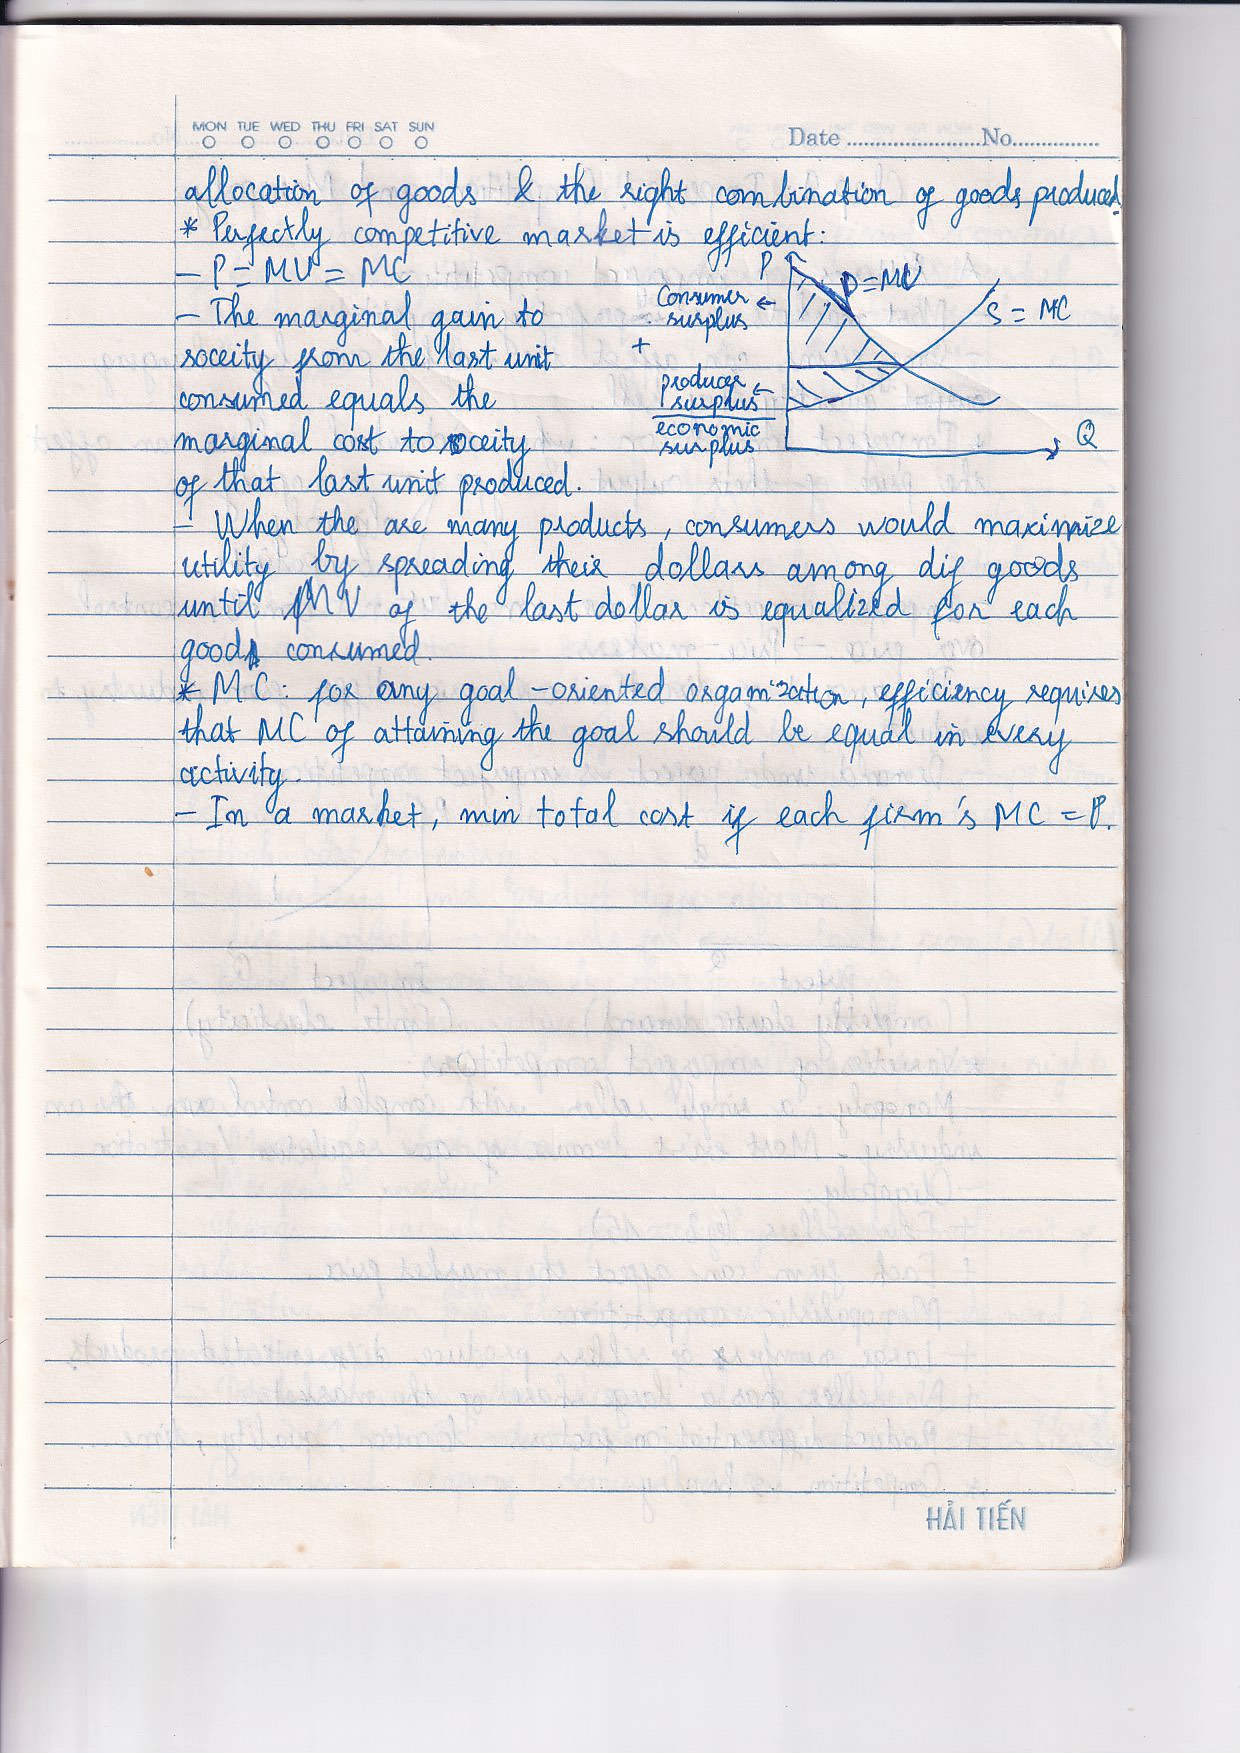 MON TUE WED THU FRI SAT SUN
Date ........................No................
allocation of goods & the right combination of goods produced.
* Perfectly competitive market is efficient:
- P = MU = MC
- The marginal gain to
soceity from the last unit
consumed equals the
marginal cost to soceity
of that last unit produced.
P
D=MU
S = MC
Consumer
surplus
+
producer
surplus
economic
surplus
Q
- When the are many products, consumers would maximize
utility by spreading their dollars among dif goods
until MU of the last dollar is equalized for each
good consumed.
* MC: for any goal-oriented organization, efficiency requires
that MC of attaining the goal should be equal in every
activity.
- In a market, min total cost if each firm's MC = P.
HẢI TIẾN